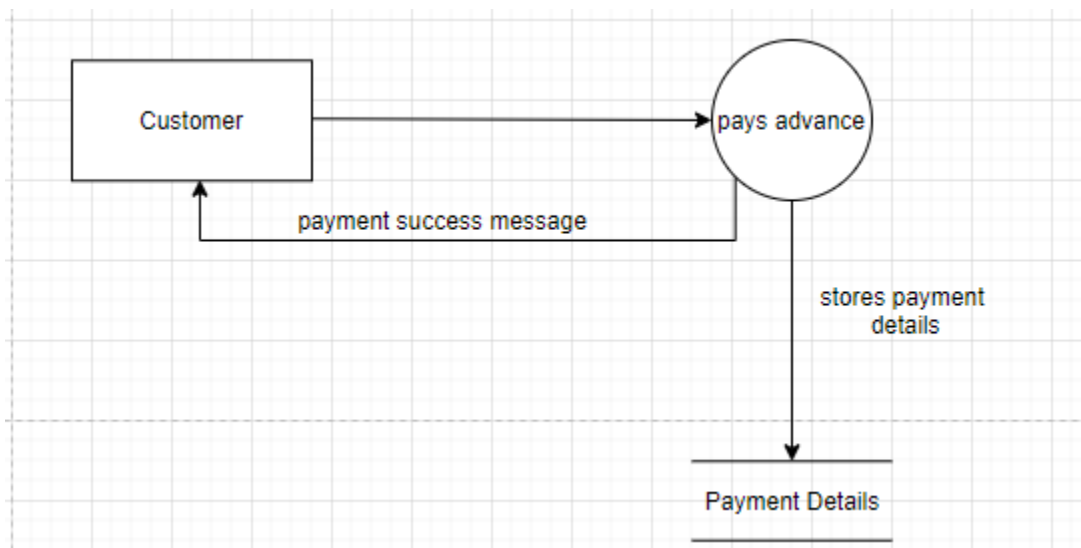 Customer
pays advance
payment success message
stores payment
details
Payment Details